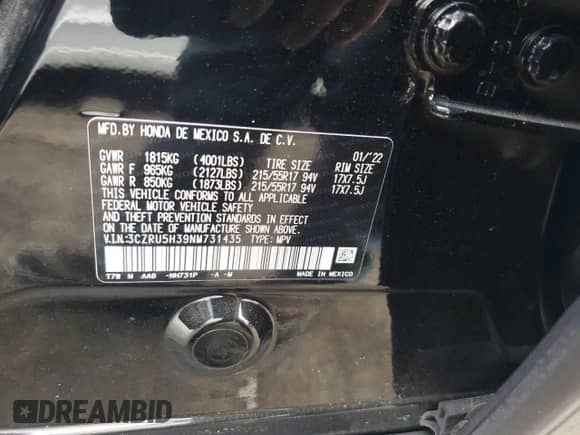 MFD.BY HONDA DE MEXICO S.A. DE C.V.
01/'22
GVWR 1815KG (4001LBS) TIRE SIZE RIM SIZE
GAWR F 965KG (2127LBS) 215/55R17 94V 17X7.5J
GAWR R 850KG (1873LBS) 215/55R17 94V 17X7.5J
THIS VEHICLE CONFORMS TO ALL APPLICABLE
FEDERAL MOTOR VEHICLE SAFETY, BUMPER,
AND THEFT PREVENTION STANDARDS IN EFFECT
ON THE DATE OF MANUFACTURE SHOWN ABOVE.
V.I.N:3CZRU5H39NM731435 TYPE: MPV
AAB -NH731P -A -M MADE IN MEXICO
DREAMBID